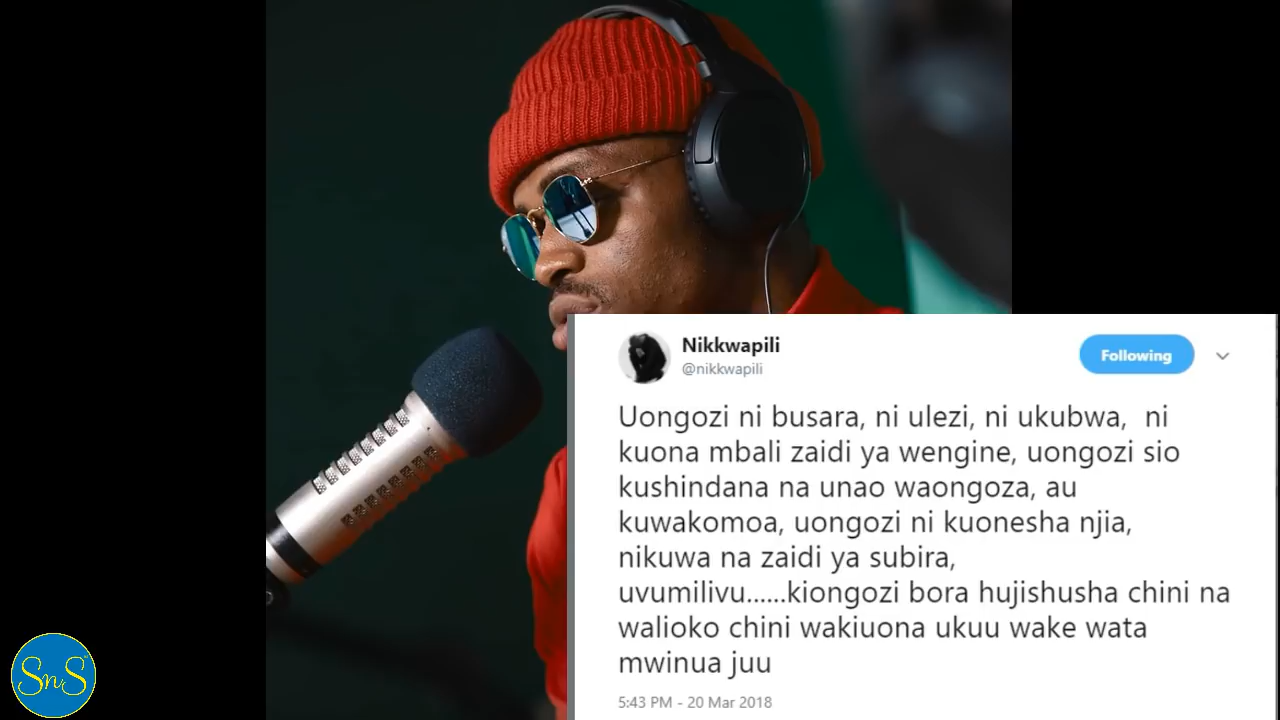 Nikkwapili
@nikkwapili
Following
Uongozi ni busara, ni ulezi, ni ukubwa,  ni
kuona mbali zaidi ya wengine, uongozi sio
kushindana na unao waongoza, au
kuwakomoa, uongozi ni kuonesha njia,
nikuwa na zaidi ya subira,
uvumilivu......kiongozi bora hujishusha chini na
walioko chini wakiuona ukuu wake wata
mwinua juu
5:43 PM - 20 Mar 2018
SnS